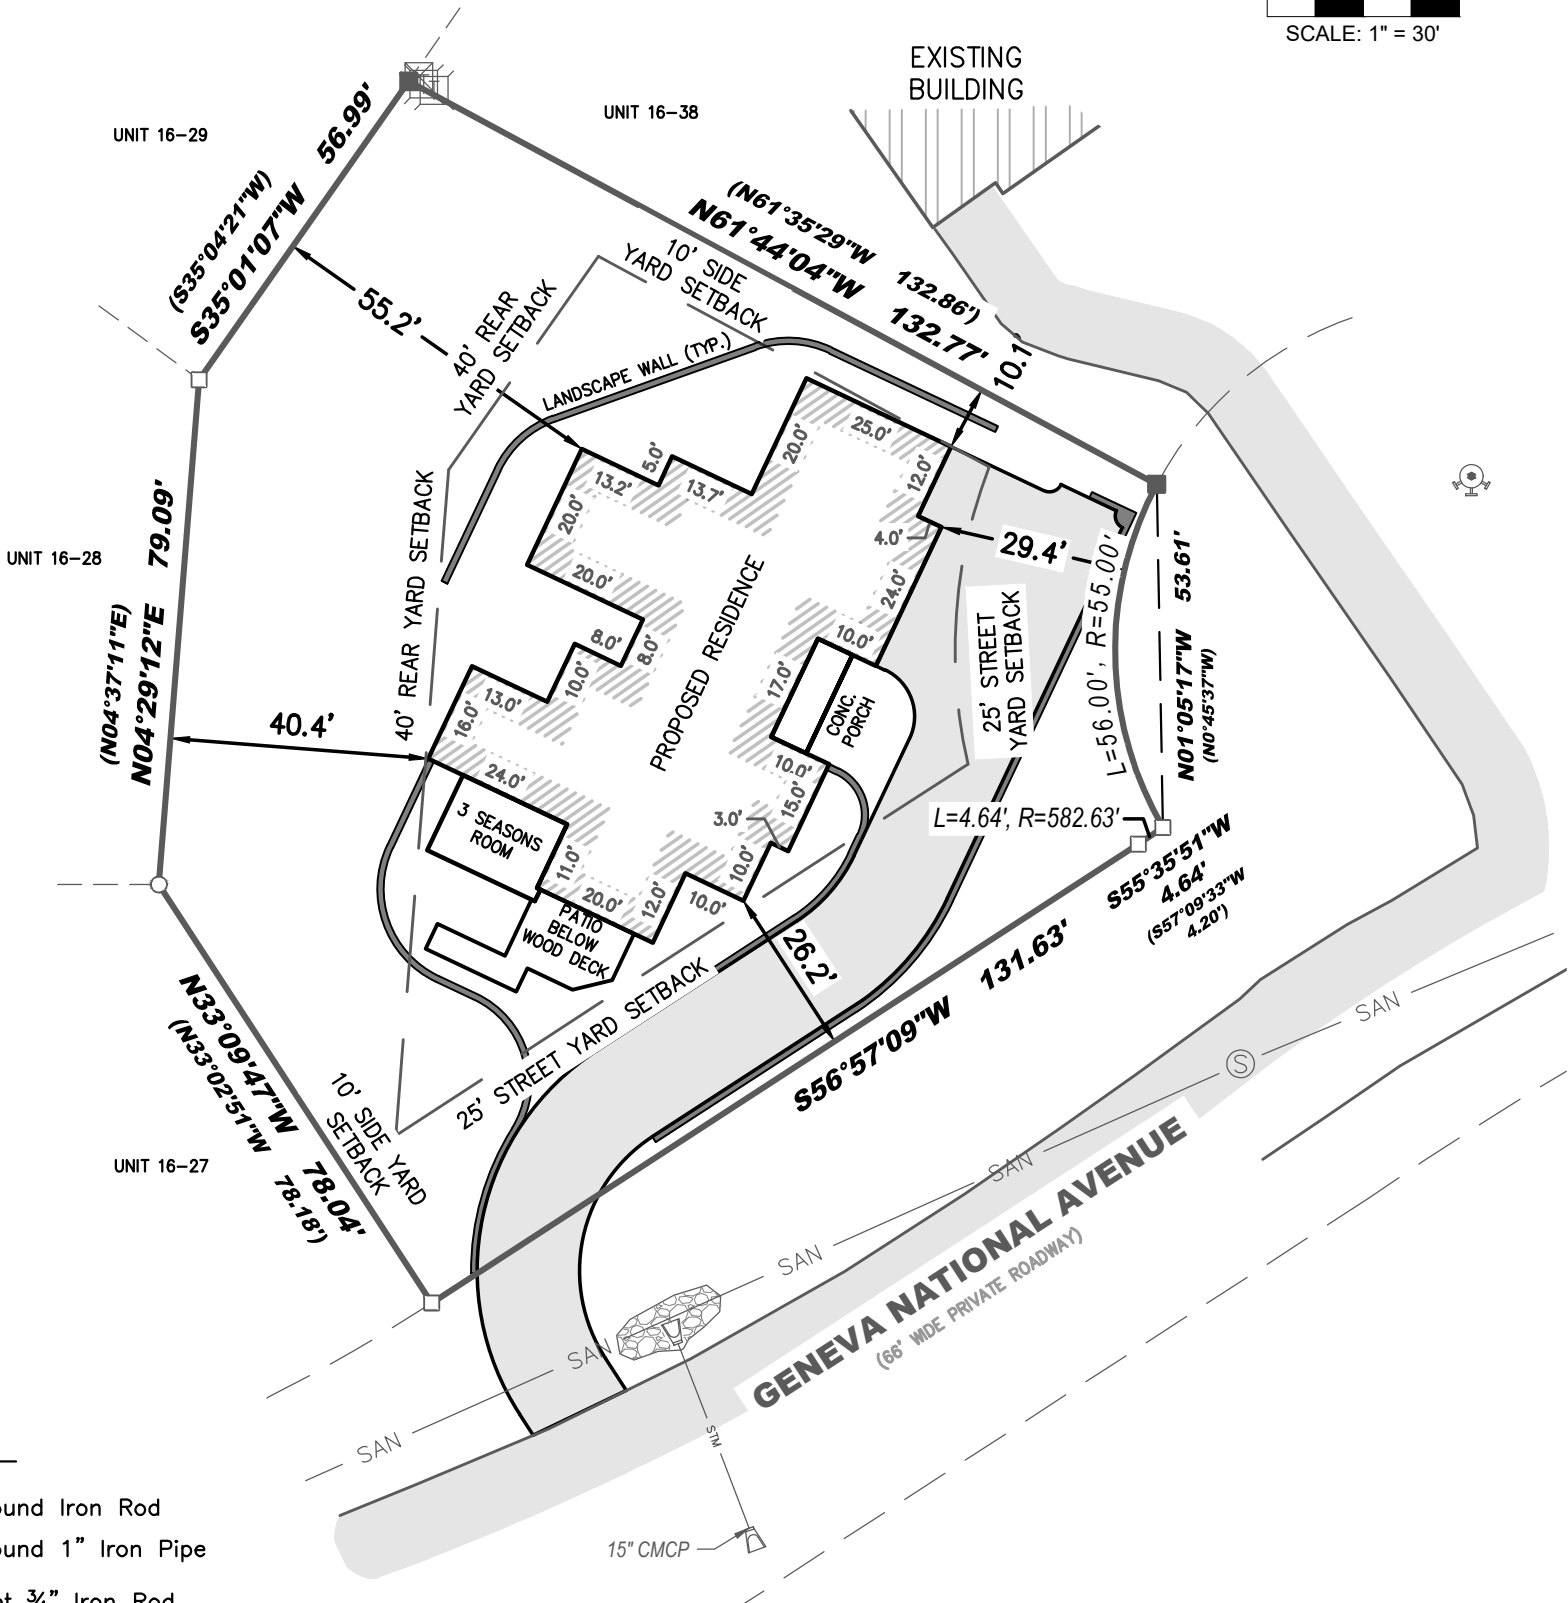 SCALE: 1" = 30'
EXISTING
BUILDING
UNIT 16-29
UNIT 16-38
56.99'
(S35°04'21"W)
S35°01'07"W
(N61°35'29"W 132.86')
N61°44'04"W 132.77'
10' SIDE
YARD SETBACK
55.2'
40' REAR
YARD SETBACK
LANDSCAPE WALL (TYP.)
10.1'
25.0'
20.0'
12.0'
5.0'
13.2'
13.7'
20.0'
4.0'
29.4'
20.0'
24.0'
UNIT 16-28
79.09'
(N04°37'11"E)
N04°29'12"E
40' REAR YARD SETBACK
PROPOSED RESIDENCE
8.0'
8.0'
10.0'
10.0'
17.0'
CONC.
PORCH
25' STREET
YARD SETBACK
L=56.00', R=55.00'
53.61'
N01°05'17"W
(N0°45'37"W)
13.0'
16.0'
40.4'
24.0'
10.0'
15.0'
3.0'
L=4.64', R=582.63'
S55°35'51"W
4.64'
(S57°09'33"W
4.20')
3 SEASONS
ROOM
11.0'
10.0'
20.0'
12.0'
10.0'
PATIO
BELOW
WOOD DECK
26.2'
131.63'
S56°57'09"W
25' STREET YARD SETBACK
N33°09'47"W 78.04'
(N33°02'51"W 78.18')
10' SIDE YARD
SETBACK
UNIT 16-27
SAN
S
SAN
SAN
SAN
SAN
GENEVA NATIONAL AVENUE
(66' WIDE PRIVATE ROADWAY)
STM
15" CMCP
ound Iron Rod
ound 1" Iron Pipe
et ¾" Iron Rod